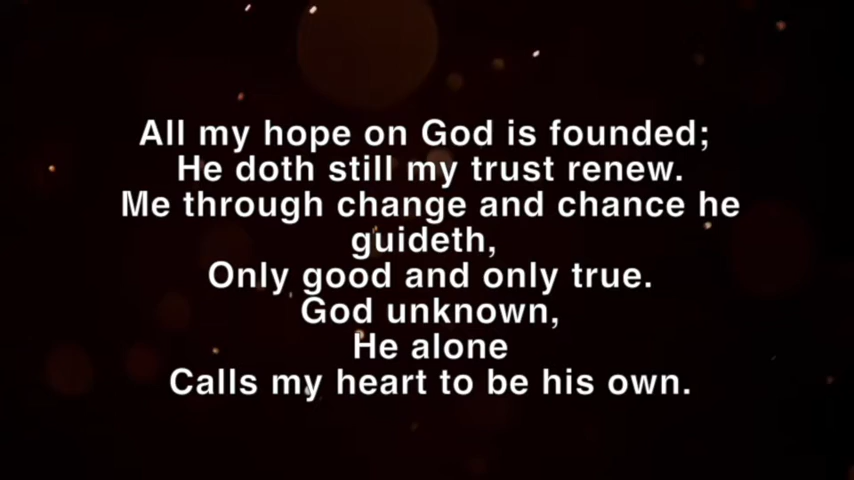 All my hope on God is founded;
He doth still my trust renew.
Me through change and chance he
guideth,
Only good and only true.
God unknown,
He alone
Calls my heart to be his own.